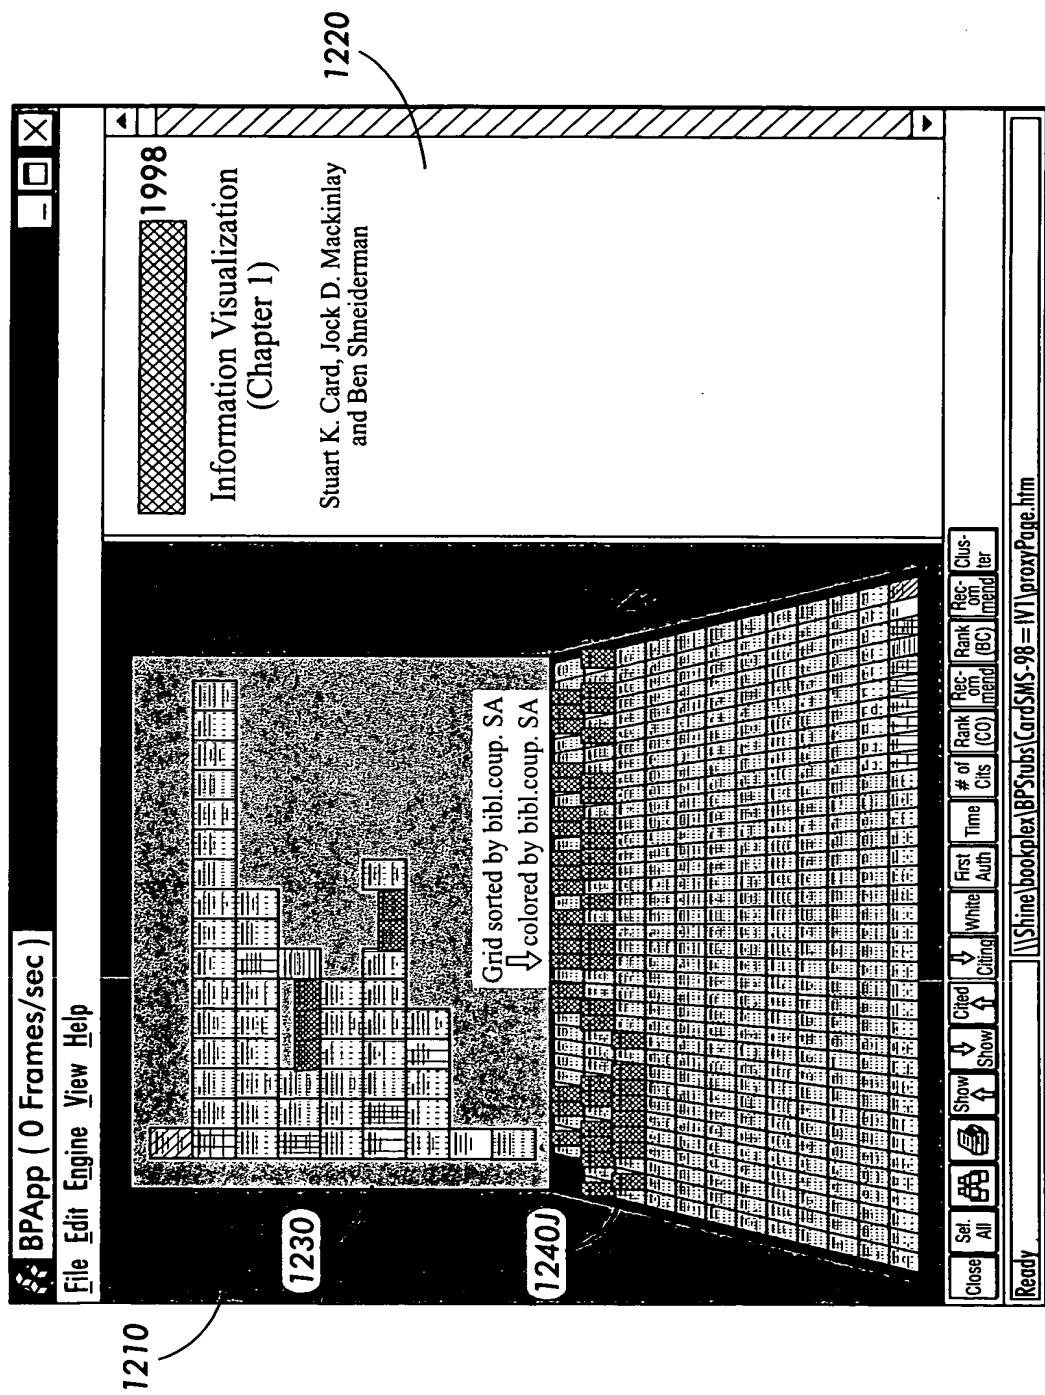 BPApp ( 0 Frames/sec )
File Edit Engine View Help
1998
Information Visualization
(Chapter 1)
Stuart K. Card, Jock D. Mackinlay
and Ben Shneiderman
1210
1220
1230
1240J
Grid sorted by bibl.coup. SA
⇩ colored by bibl.coup. SA
Close
Sel. All
Show ⇧
⇩ Show
Cited ⇧
⇩ Citing
White
First Auth
Time
# of Cits
Rank (CO)
Rec- om mend
Rank (BC)
Rec- om mend
Clus- ter
Ready
\\Shine\bookplex\BPStubs\CardSMS-98=IV1\proxyPage.htm